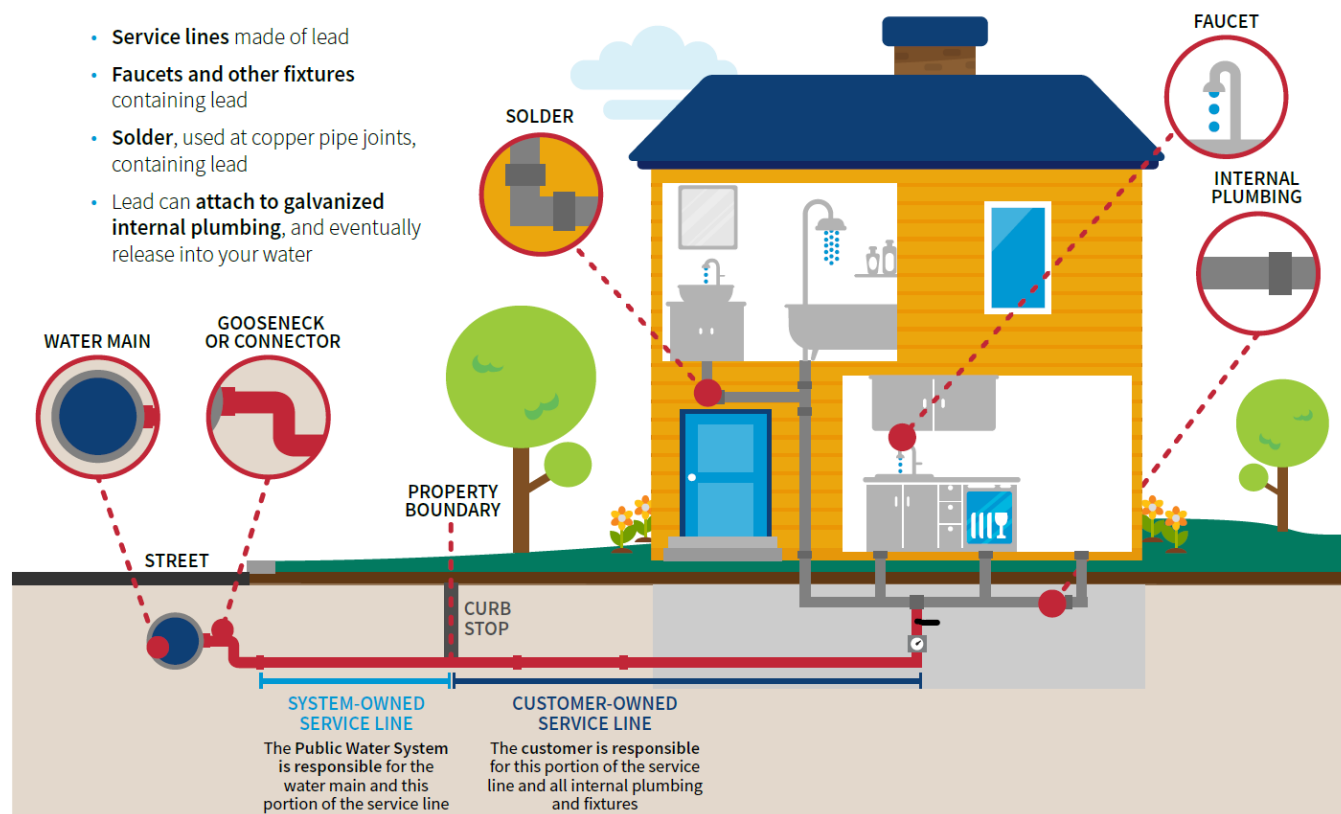 • Service lines made of lead
• Faucets and other fixtures
containing lead
• Solder, used at copper pipe joints,
containing lead
• Lead can attach to galvanized
internal plumbing, and eventually
release into your water
FAUCET
SOLDER
INTERNAL
PLUMBING
WATER MAIN
GOOSENECK
OR CONNECTOR
PROPERTY
BOUNDARY
STREET
CURB
STOP
SYSTEM-OWNED
SERVICE LINE
The Public Water System
is responsible for the
water main and this
portion of the service line
CUSTOMER-OWNED
SERVICE LINE
The customer is responsible
for this portion of the service
line and all internal plumbing
and fixtures